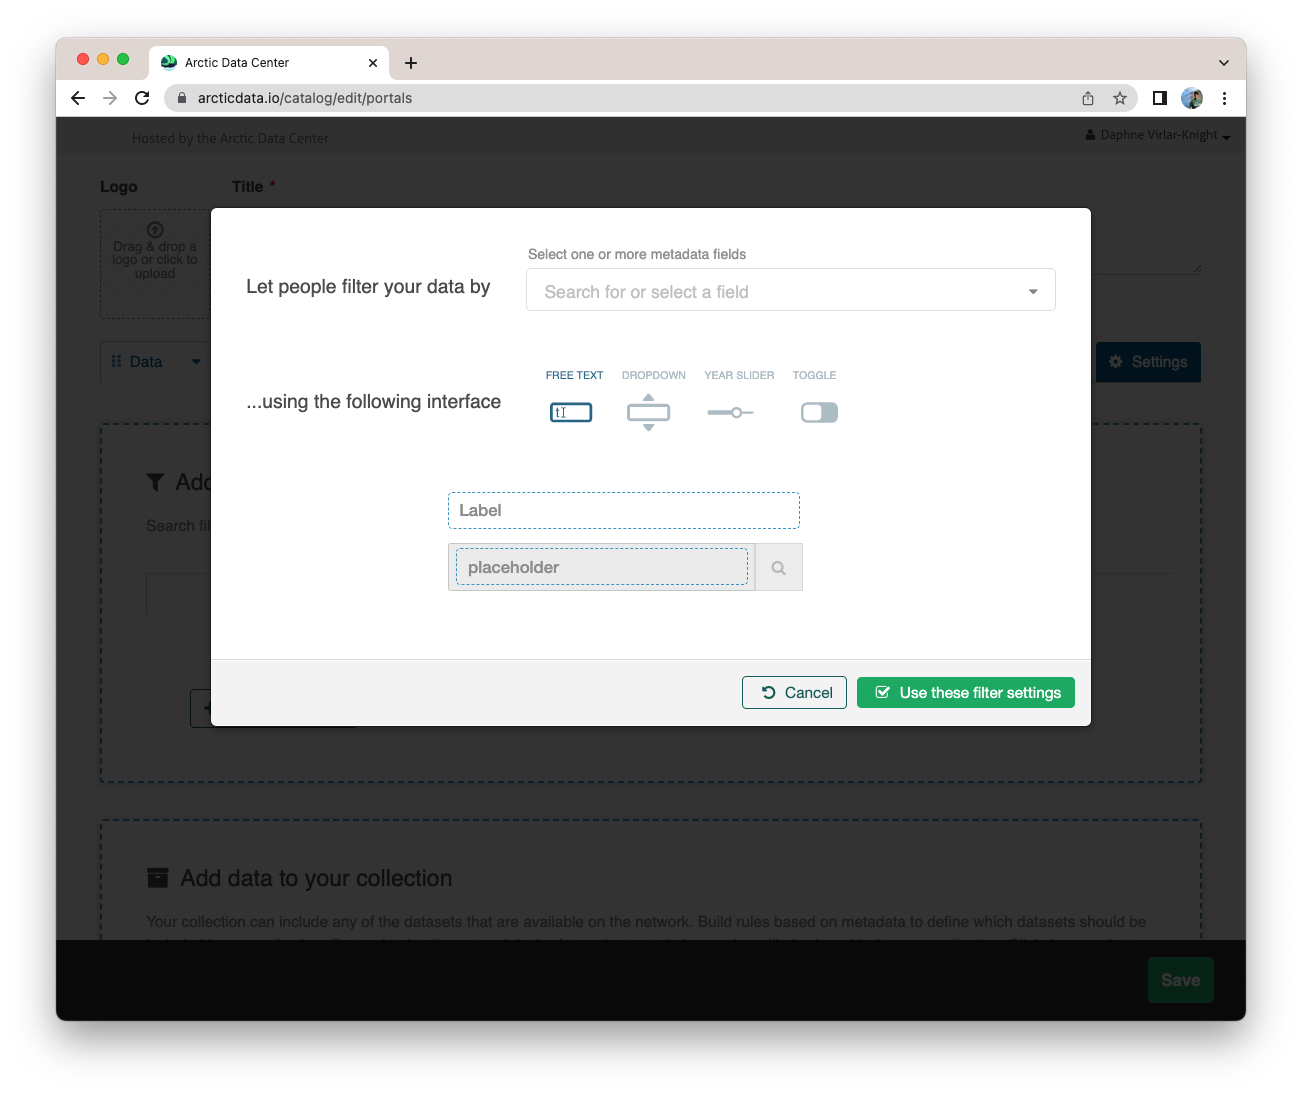 Arctic Data Center
arcticdata.io/catalog/edit/portals
Hosted by the Arctic Data Center
Daphne Virlar-Knight
Logo
Title *
Drag & drop a
logo or click to
upload
Select one or more metadata fields
Let people filter your data by
Search for or select a field
Data
Settings
FREE TEXT DROPDOWN YEAR SLIDER TOGGLE
...using the following interface
t
Add
Search fil
Label
placeholder
Cancel
Use these filter settings
Add data to your collection
Your collection can include any of the datasets that are available on the network. Build rules based on metadata to define which datasets should be
Save